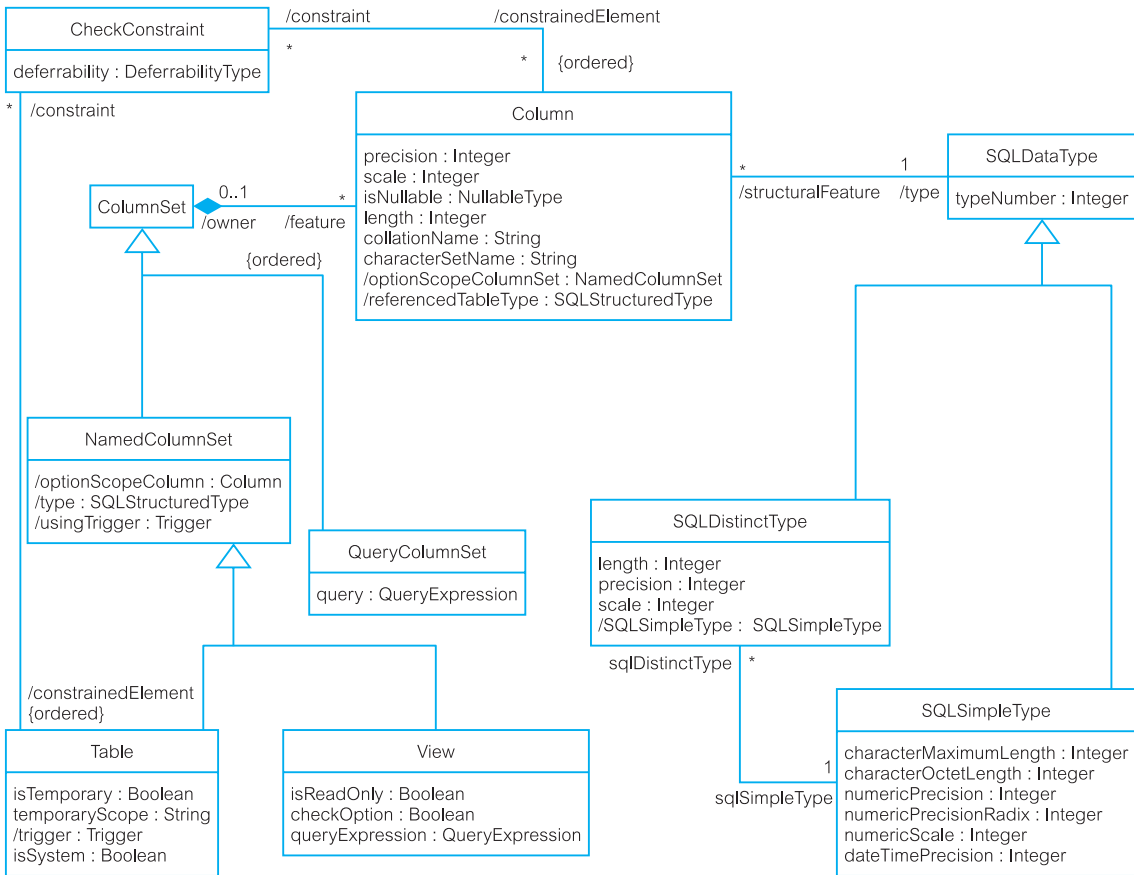 /constraint
/constrainedElement
CheckConstraint
*
*
{ordered}
deferrability : DeferrabilityType
*
/constraint
Column
precision : Integer
scale : Integer
isNullable : NullableType
length : Integer
collationName : String
characterSetName : String
/optionScopeColumnSet : NamedColumnSet
/referencedTableType : SQLStructuredType
*
1
/structuralFeature
/type
SQLDataType
typeNumber : Integer
ColumnSet
0..1
*
/owner
/feature
{ordered}
NamedColumnSet
/optionScopeColumn : Column
/type : SQLStructuredType
/usingTrigger : Trigger
QueryColumnSet
query : QueryExpression
SQLDistinctType
length : Integer
precision : Integer
scale : Integer
/SQLSimpleType : SQLSimpleType
sqlDistinctType
*
1
sqlSimpleType
/constrainedElement
{ordered}
Table
isTemporary : Boolean
temporaryScope : String
/trigger : Trigger
isSystem : Boolean
View
isReadOnly : Boolean
checkOption : Boolean
queryExpression : QueryExpression
SQLSimpleType
characterMaximumLength : Integer
characterOctetLength : Integer
numericPrecision : Integer
numericPrecisionRadix : Integer
numericScale : Integer
dateTimePrecision : Integer